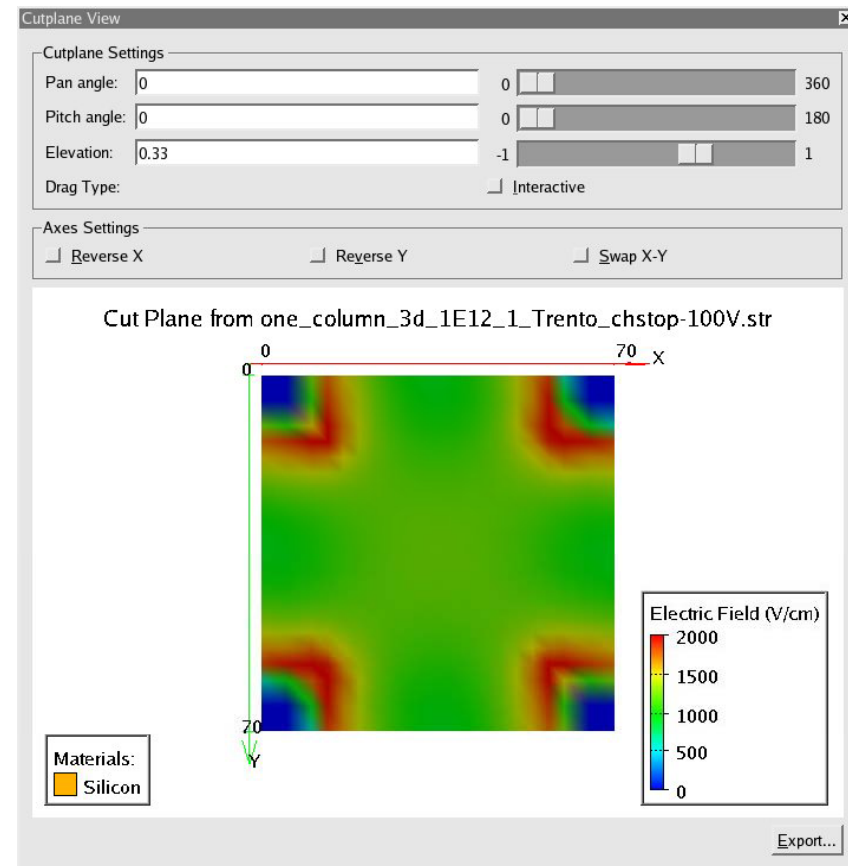 Cutplane View
Cutplane Settings
Pan angle: 0 0 360
Pitch angle: 0 0 180
Elevation: 0.33 -1 1
Drag Type: Interactive
Axes Settings
Reverse X Reverse Y Swap X-Y
Cut Plane from one_column_3d_1E12_1_Trento_chstop-100V.str
0 70 X
0
70
Y
Electric Field (V/cm)
2000
1500
1000
500
0
Materials:
Silicon
Export...